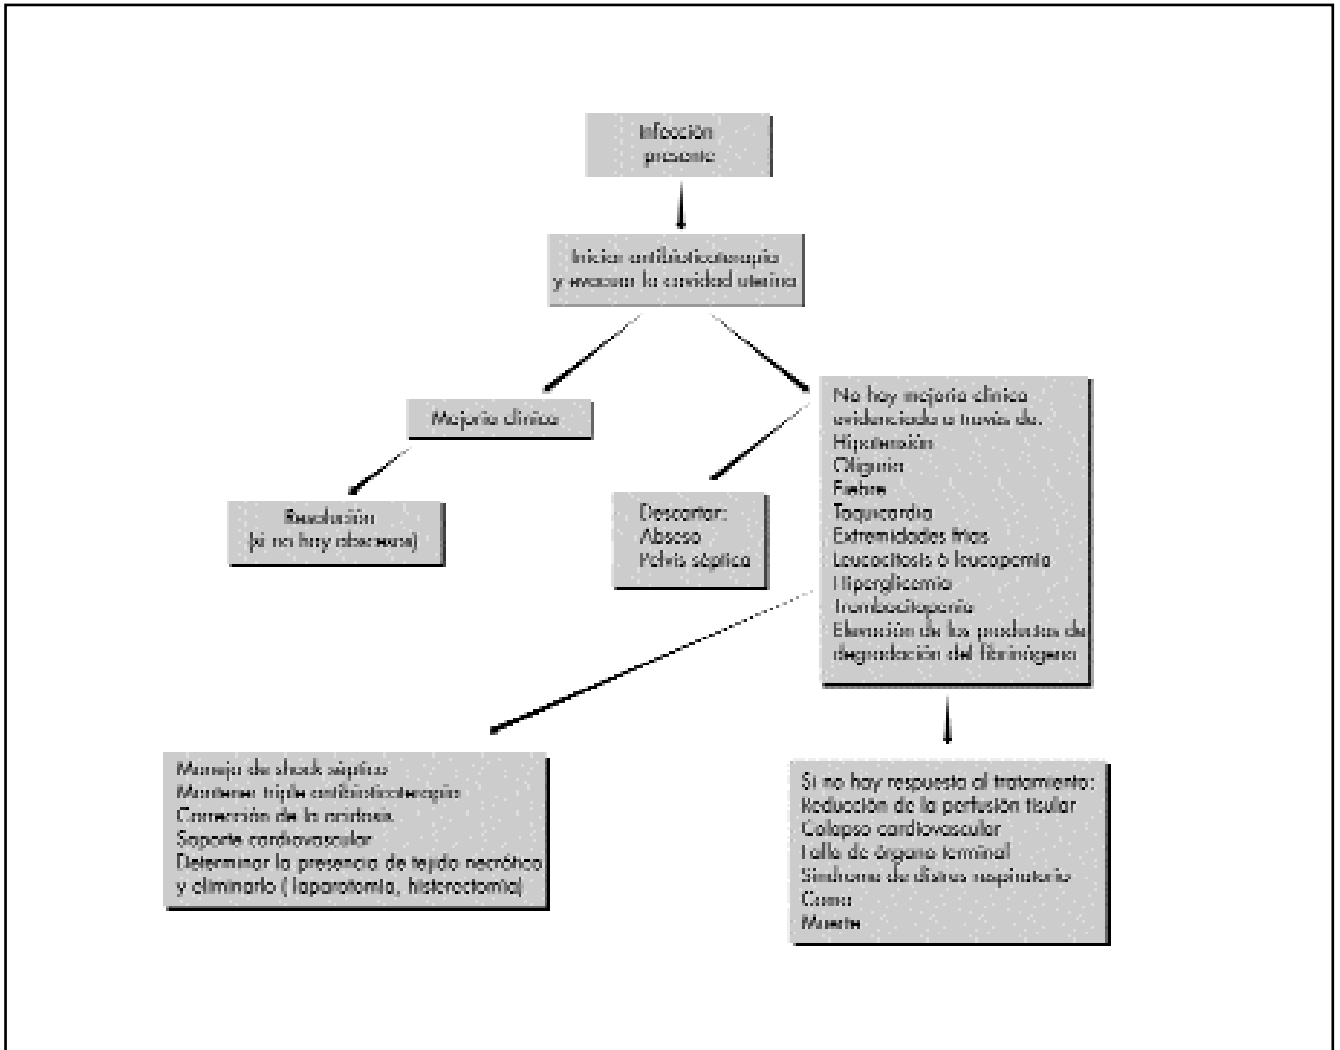 Infección
presente
Iniciar antibioticoterapia
y evacuar la cavidad uterina
Mejoría clínica
No hay mejoría clínica
evidenciada a través de:
Hipotensión
Oliguria
Fiebre
Taquicardia
Extremidades frías
Leucocitosis ó leucopemia
Hiperglicemia
Trombocitopenia
Elevación de los productos de
degradación del fibrinógeno
Resolución
(si no hay abscesos)
Descartar:
Abseso
Pelvis séptica
Manejo de shock séptico
Mantener triple antibioticoterapia
Corrección de la acidosis
Soporte cardiovascular
Determinar la presencia de tejido necrótico
y eliminarlo ( laparotomía, histerectomía)
Si no hay respuesta al tratamiento:
Reducción de la perfusión tisular
Colapso cardiovascular
Falla de órgano terminal
Síndrome de distres respiratorio
Coma
Muerte